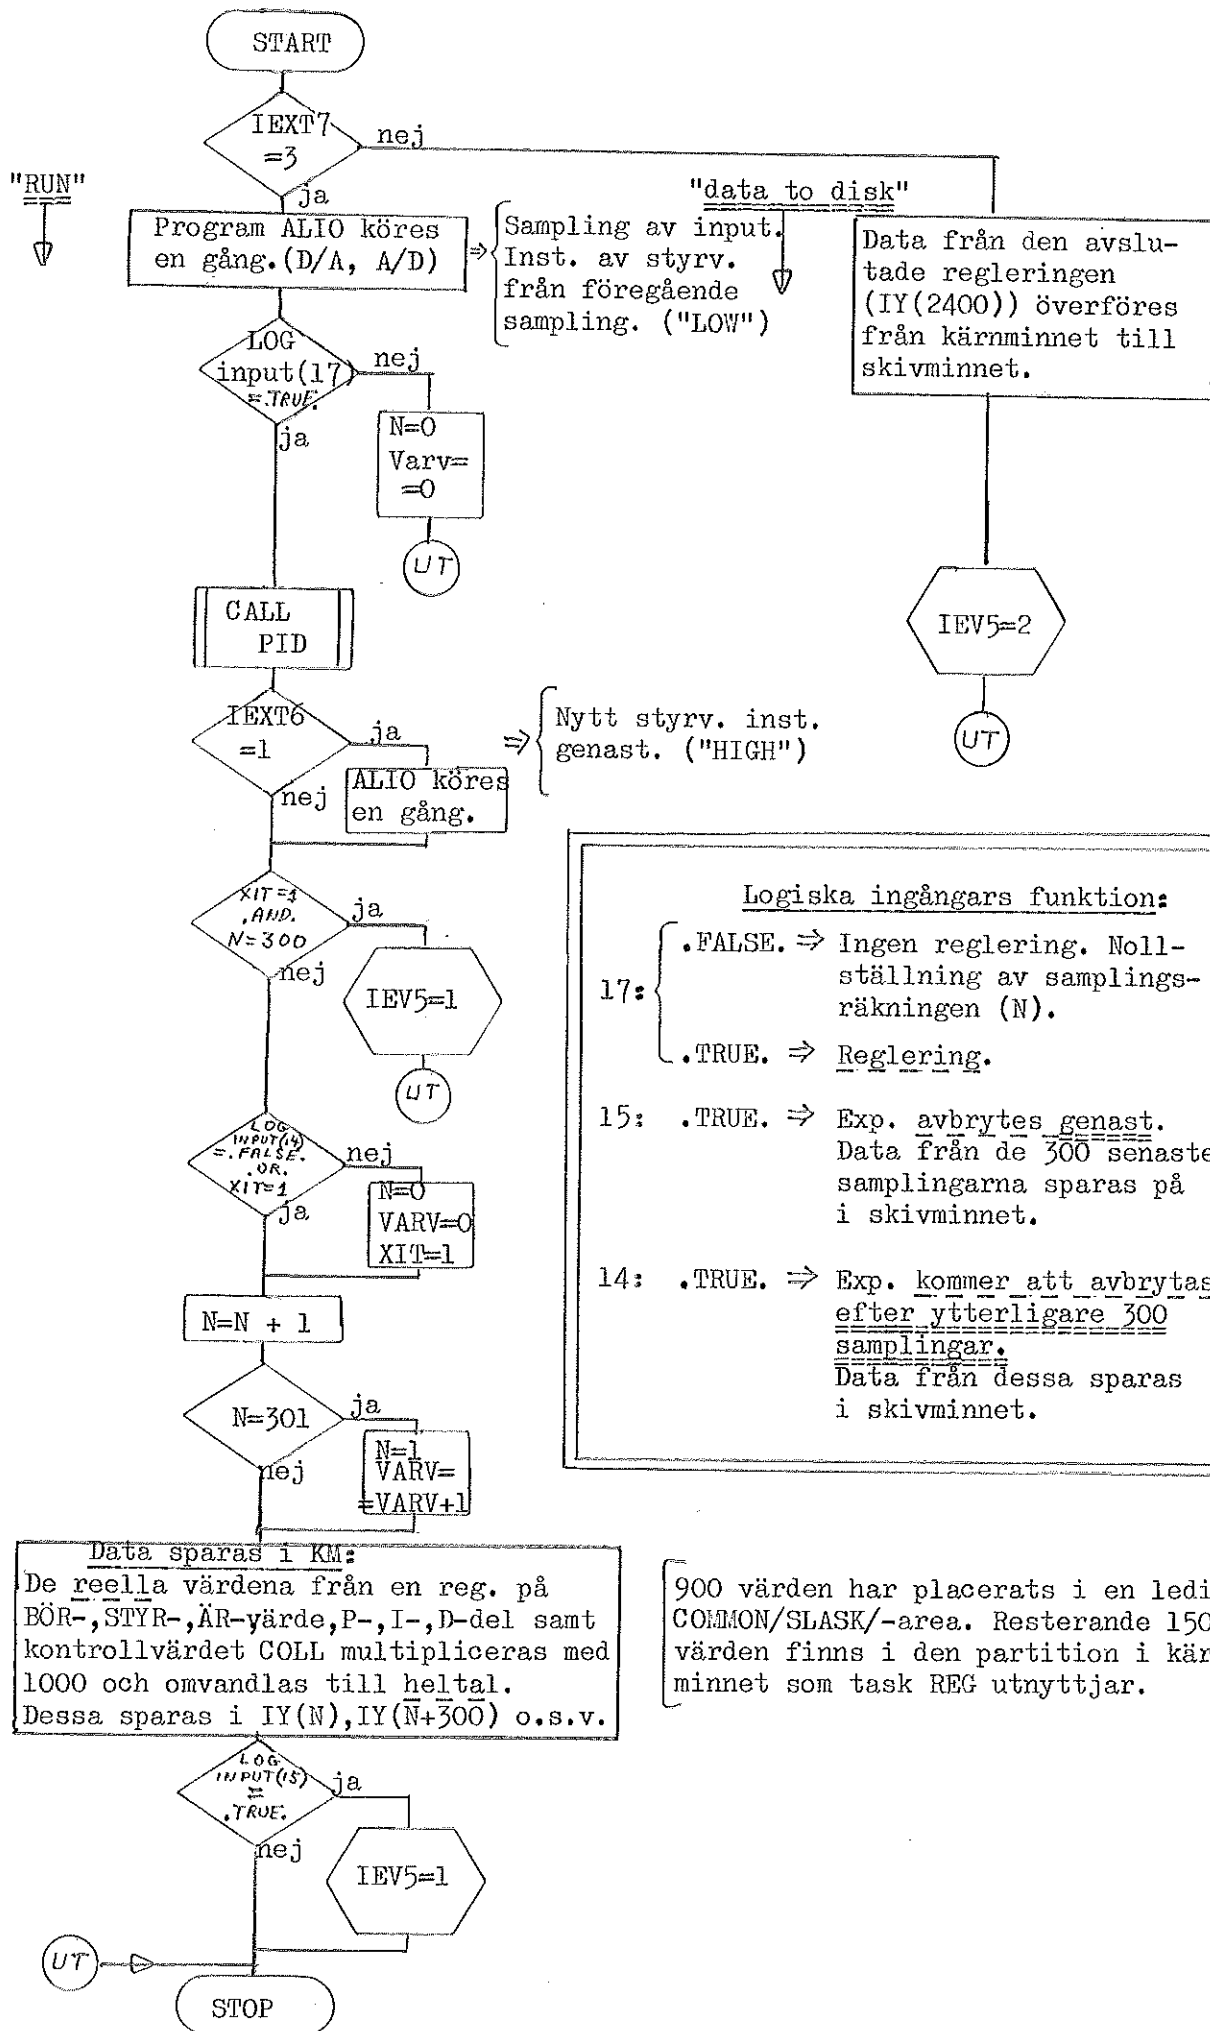 START
IEXT7
=3
nej
ja
"RUN"
Program ALIO köres
en gång.(D/A, A/D)
⇒
Sampling av input.
Inst. av styrv.
från föregående
sampling. ("LOW")
"data to disk"
Data från den avslu-
tade regleringen
(IY(2400)) överföres
från kärnminnet till
skivminnet.
LOG
input(17)
=.TRUE.
nej
ja
N=0
Varv=
=0
UT
IEV5=2
UT
CALL
PID
IEXT6
=1
ja
nej
ALIO köres
en gång.
⇒
Nytt styrv. inst.
genast. ("HIGH")
XIT=1
.AND.
N=300
ja
nej
IEV5=1
UT
LOG
INPUT(14)
=.FALSE.
.OR.
XIT=1
nej
ja
N=0
VARV=0
XIT=1
N=N + 1
N=301
ja
nej
N=1
VARV=
=VARV+1
Logiska ingångars funktion:
17: .FALSE. ⇒ Ingen reglering. Noll-
ställning av samplings-
räkningen (N).
.TRUE. ⇒ Reglering.
15: .TRUE. ⇒ Exp. avbrytes genast.
Data från de 300 senaste
samplingarna sparas på
i skivminnet.
14: .TRUE. ⇒ Exp. kommer att avbrytas
efter ytterligare 300
samplingar.
Data från dessa sparas
i skivminnet.
Data sparas i KM:
De reella värdena från en reg. på
BÖR-,STYR-,ÄR-värde,P-,I-,D-del samt
kontrollvärdet COLL multipliceras med
1000 och omvandlas till heltal.
Dessa sparas i IY(N),IY(N+300) o.s.v.
900 värden har placerats i en ledi
COMMON/SLASK/-area. Resterande 150
värden finns i den partition i kär
minnet som task REG utnyttjar.
LOG
INPUT(15)
=
.TRUE.
ja
nej
IEV5=1
UT
STOP